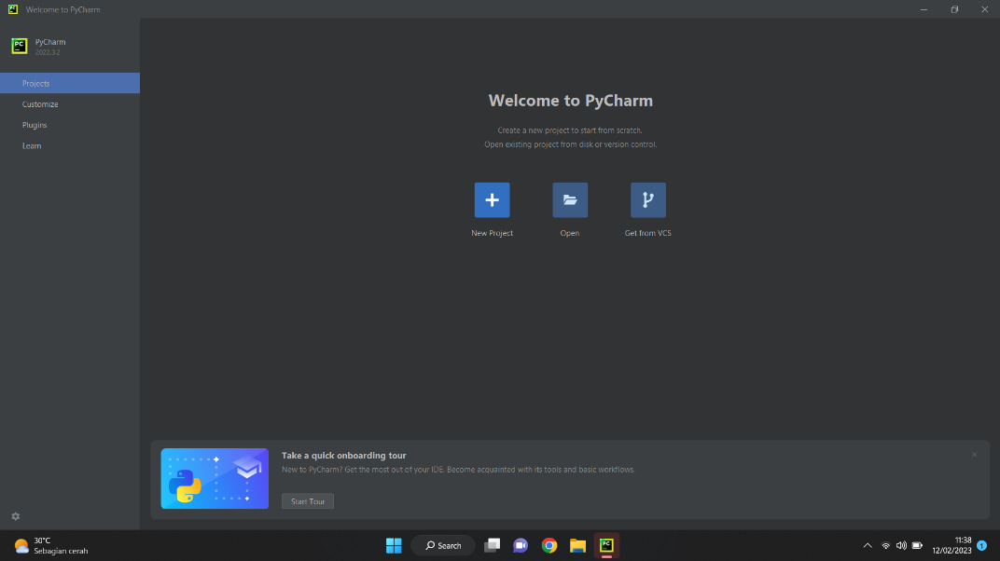 Welcome to PyCharm
PC
PyCharm
2022.3.2
Projects
Customize
Plugins
Learn
Welcome to PyCharm
Create a new project to start from scratch.
Open existing project from disk or version control.
New Project
Open
Get from VCS
Take a quick onboarding tour
New to PyCharm? Get the most out of your IDE. Become acquainted with its tools and basic workflows.
Start Tour
30°C
Sebagian cerah
Search
PC
11:38
12/02/2023
1